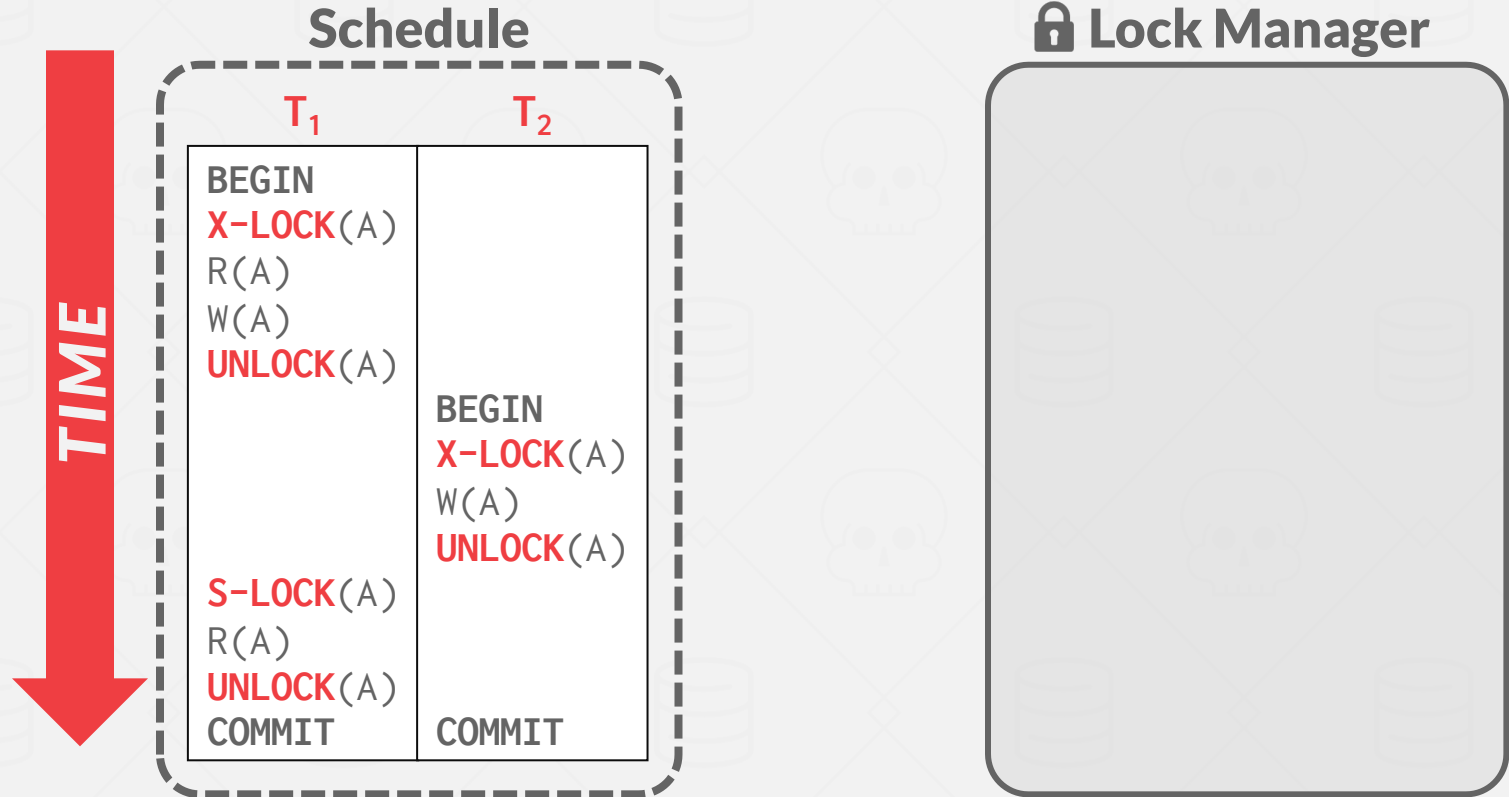 Schedule
Lock Manager
TIME
T₁ T₂
BEGIN
X-LOCK(A)
R(A)
W(A)
UNLOCK(A)
BEGIN
X-LOCK(A)
W(A)
UNLOCK(A)
S-LOCK(A)
R(A)
UNLOCK(A)
COMMIT COMMIT